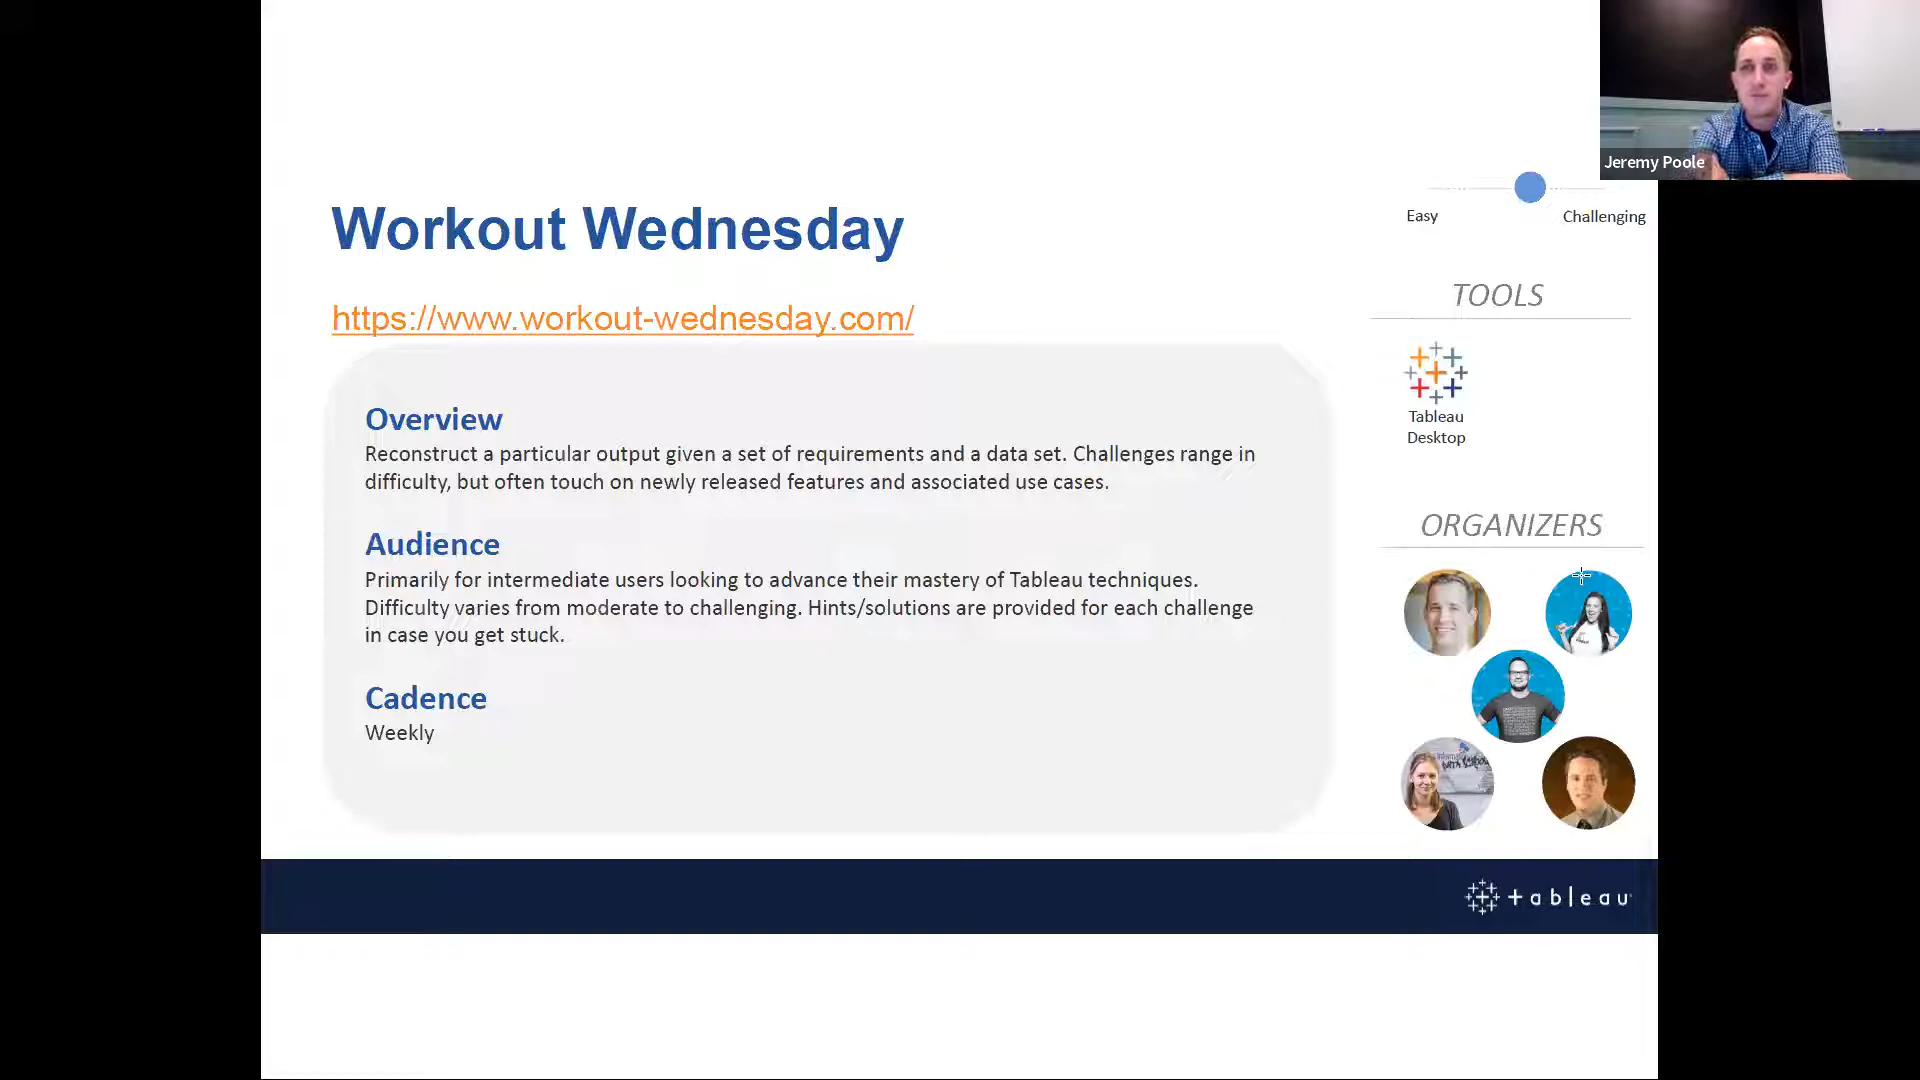 Jeremy Poole
Easy
Challenging
Workout Wednesday
https://www.workout-wednesday.com/
TOOLS
Tableau
Desktop
Overview
Reconstruct a particular output given a set of requirements and a data set. Challenges range in
difficulty, but often touch on newly released features and associated use cases.
Audience
Primarily for intermediate users looking to advance their mastery of Tableau techniques.
Difficulty varies from moderate to challenging. Hints/solutions are provided for each challenge
in case you get stuck.
Cadence
Weekly
ORGANIZERS
+ableau